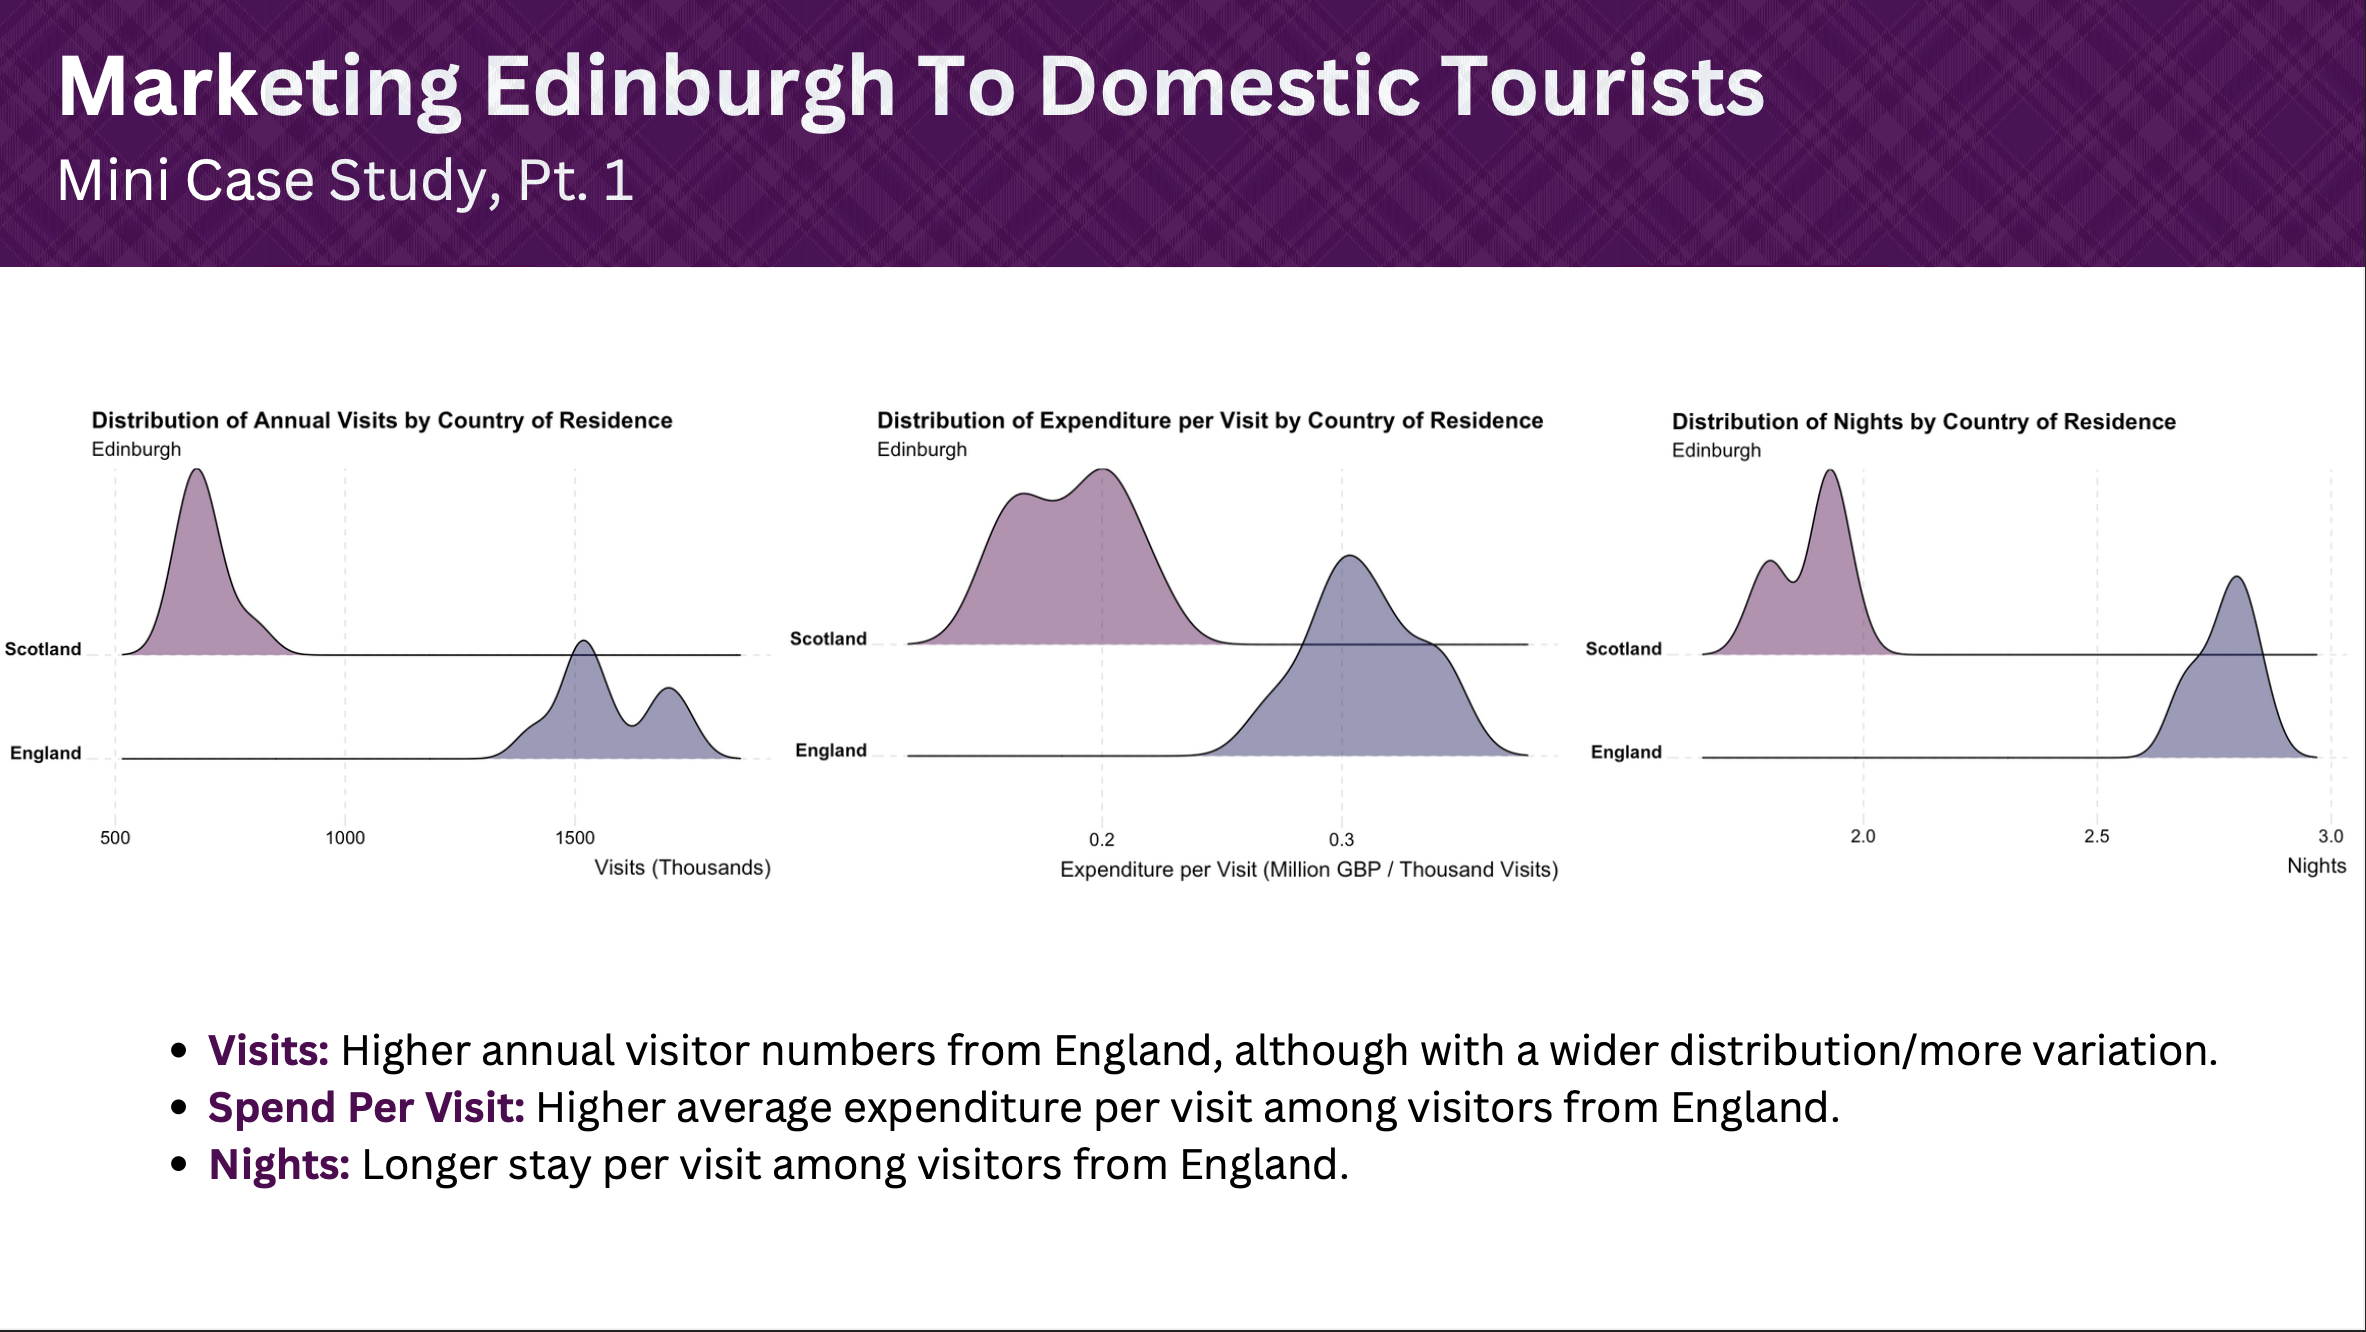 Marketing Edinburgh To Domestic Tourists
Mini Case Study, Pt. 1
Distribution of Annual Visits by Country of Residence
Edinburgh
Scotland
England
500 1000 1500
Visits (Thousands)
Distribution of Expenditure per Visit by Country of Residence
Edinburgh
Scotland
England
0.2 0.3
Expenditure per Visit (Million GBP / Thousand Visits)
Distribution of Nights by Country of Residence
Edinburgh
Scotland
England
2.0 2.5 3.0
Nights
• Visits: Higher annual visitor numbers from England, although with a wider distribution/more variation.
• Spend Per Visit: Higher average expenditure per visit among visitors from England.
• Nights: Longer stay per visit among visitors from England.